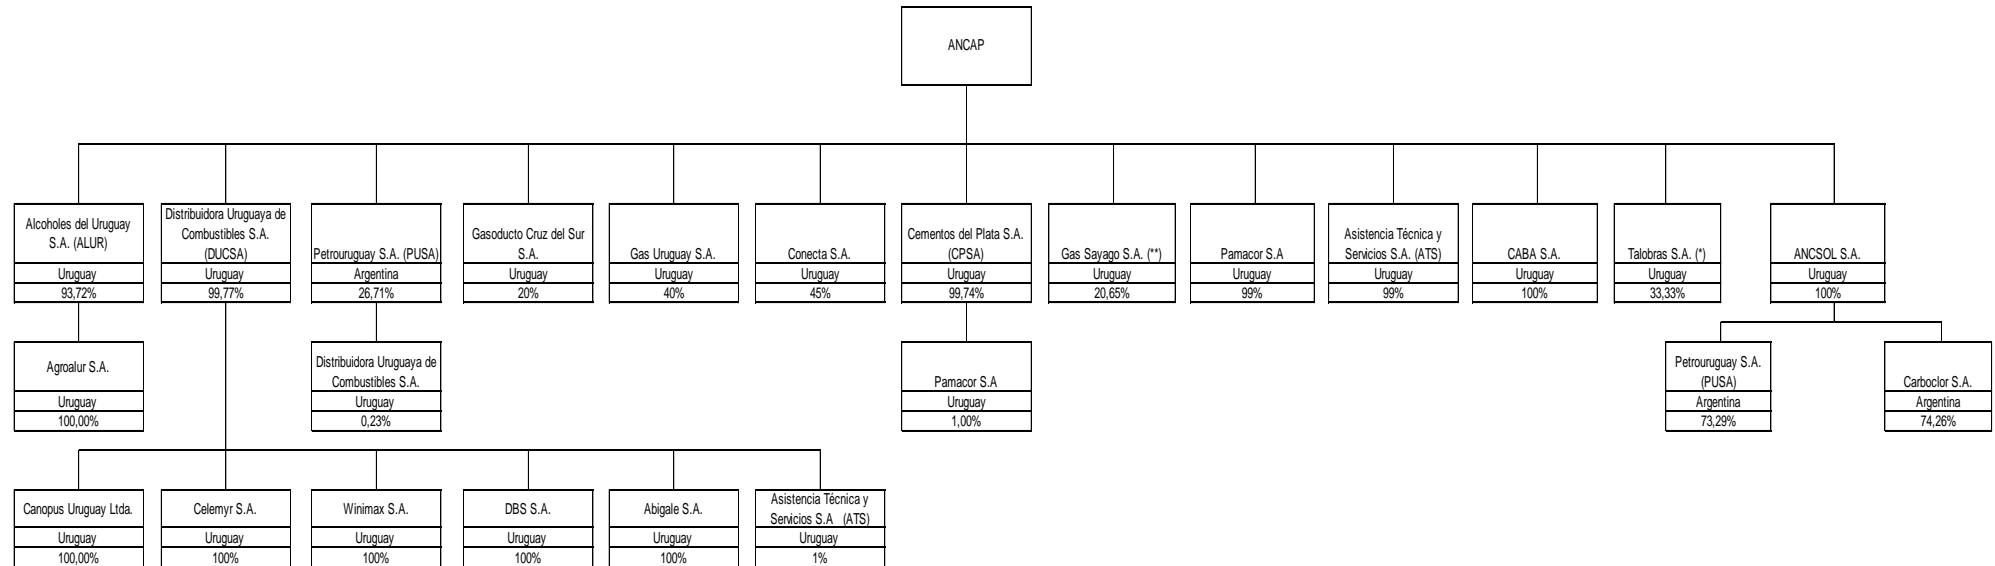 ANCAP
Alcoholes del Uruguay
S.A. (ALUR)
Uruguay
93,72%
Distribuidora Uruguaya de
Combustibles S.A.
(DUCSA)
Uruguay
99,77%
Petrouruguay S.A. (PUSA)
Argentina
26,71%
Gasoducto Cruz del Sur
S.A.
Uruguay
20%
Gas Uruguay S.A.
Uruguay
40%
Conecta S.A.
Uruguay
45%
Cementos del Plata S.A.
(CPSA)
Uruguay
99,74%
Gas Sayago S.A. (**)
Uruguay
20,65%
Pamacor S.A
Uruguay
99%
Asistencia Técnica y
Servicios S.A. (ATS)
Uruguay
99%
CABA S.A.
Uruguay
100%
Talobras S.A. (*)
Uruguay
33,33%
ANCSOL S.A.
Uruguay
100%
Agroalur S.A.
Uruguay
100,00%
Distribuidora Uruguaya de
Combustibles S.A.
Uruguay
0,23%
Pamacor S.A
Uruguay
1,00%
Petrouruguay S.A.
(PUSA)
Argentina
73,29%
Carboclor S.A.
Argentina
74,26%
Canopus Uruguay Ltda.
Uruguay
100,00%
Celemyr S.A.
Uruguay
100%
Winimax S.A.
Uruguay
100%
DBS S.A.
Uruguay
100%
Abigale S.A.
Uruguay
100%
Asistencia Técnica y
Servicios S.A (ATS)
Uruguay
1%